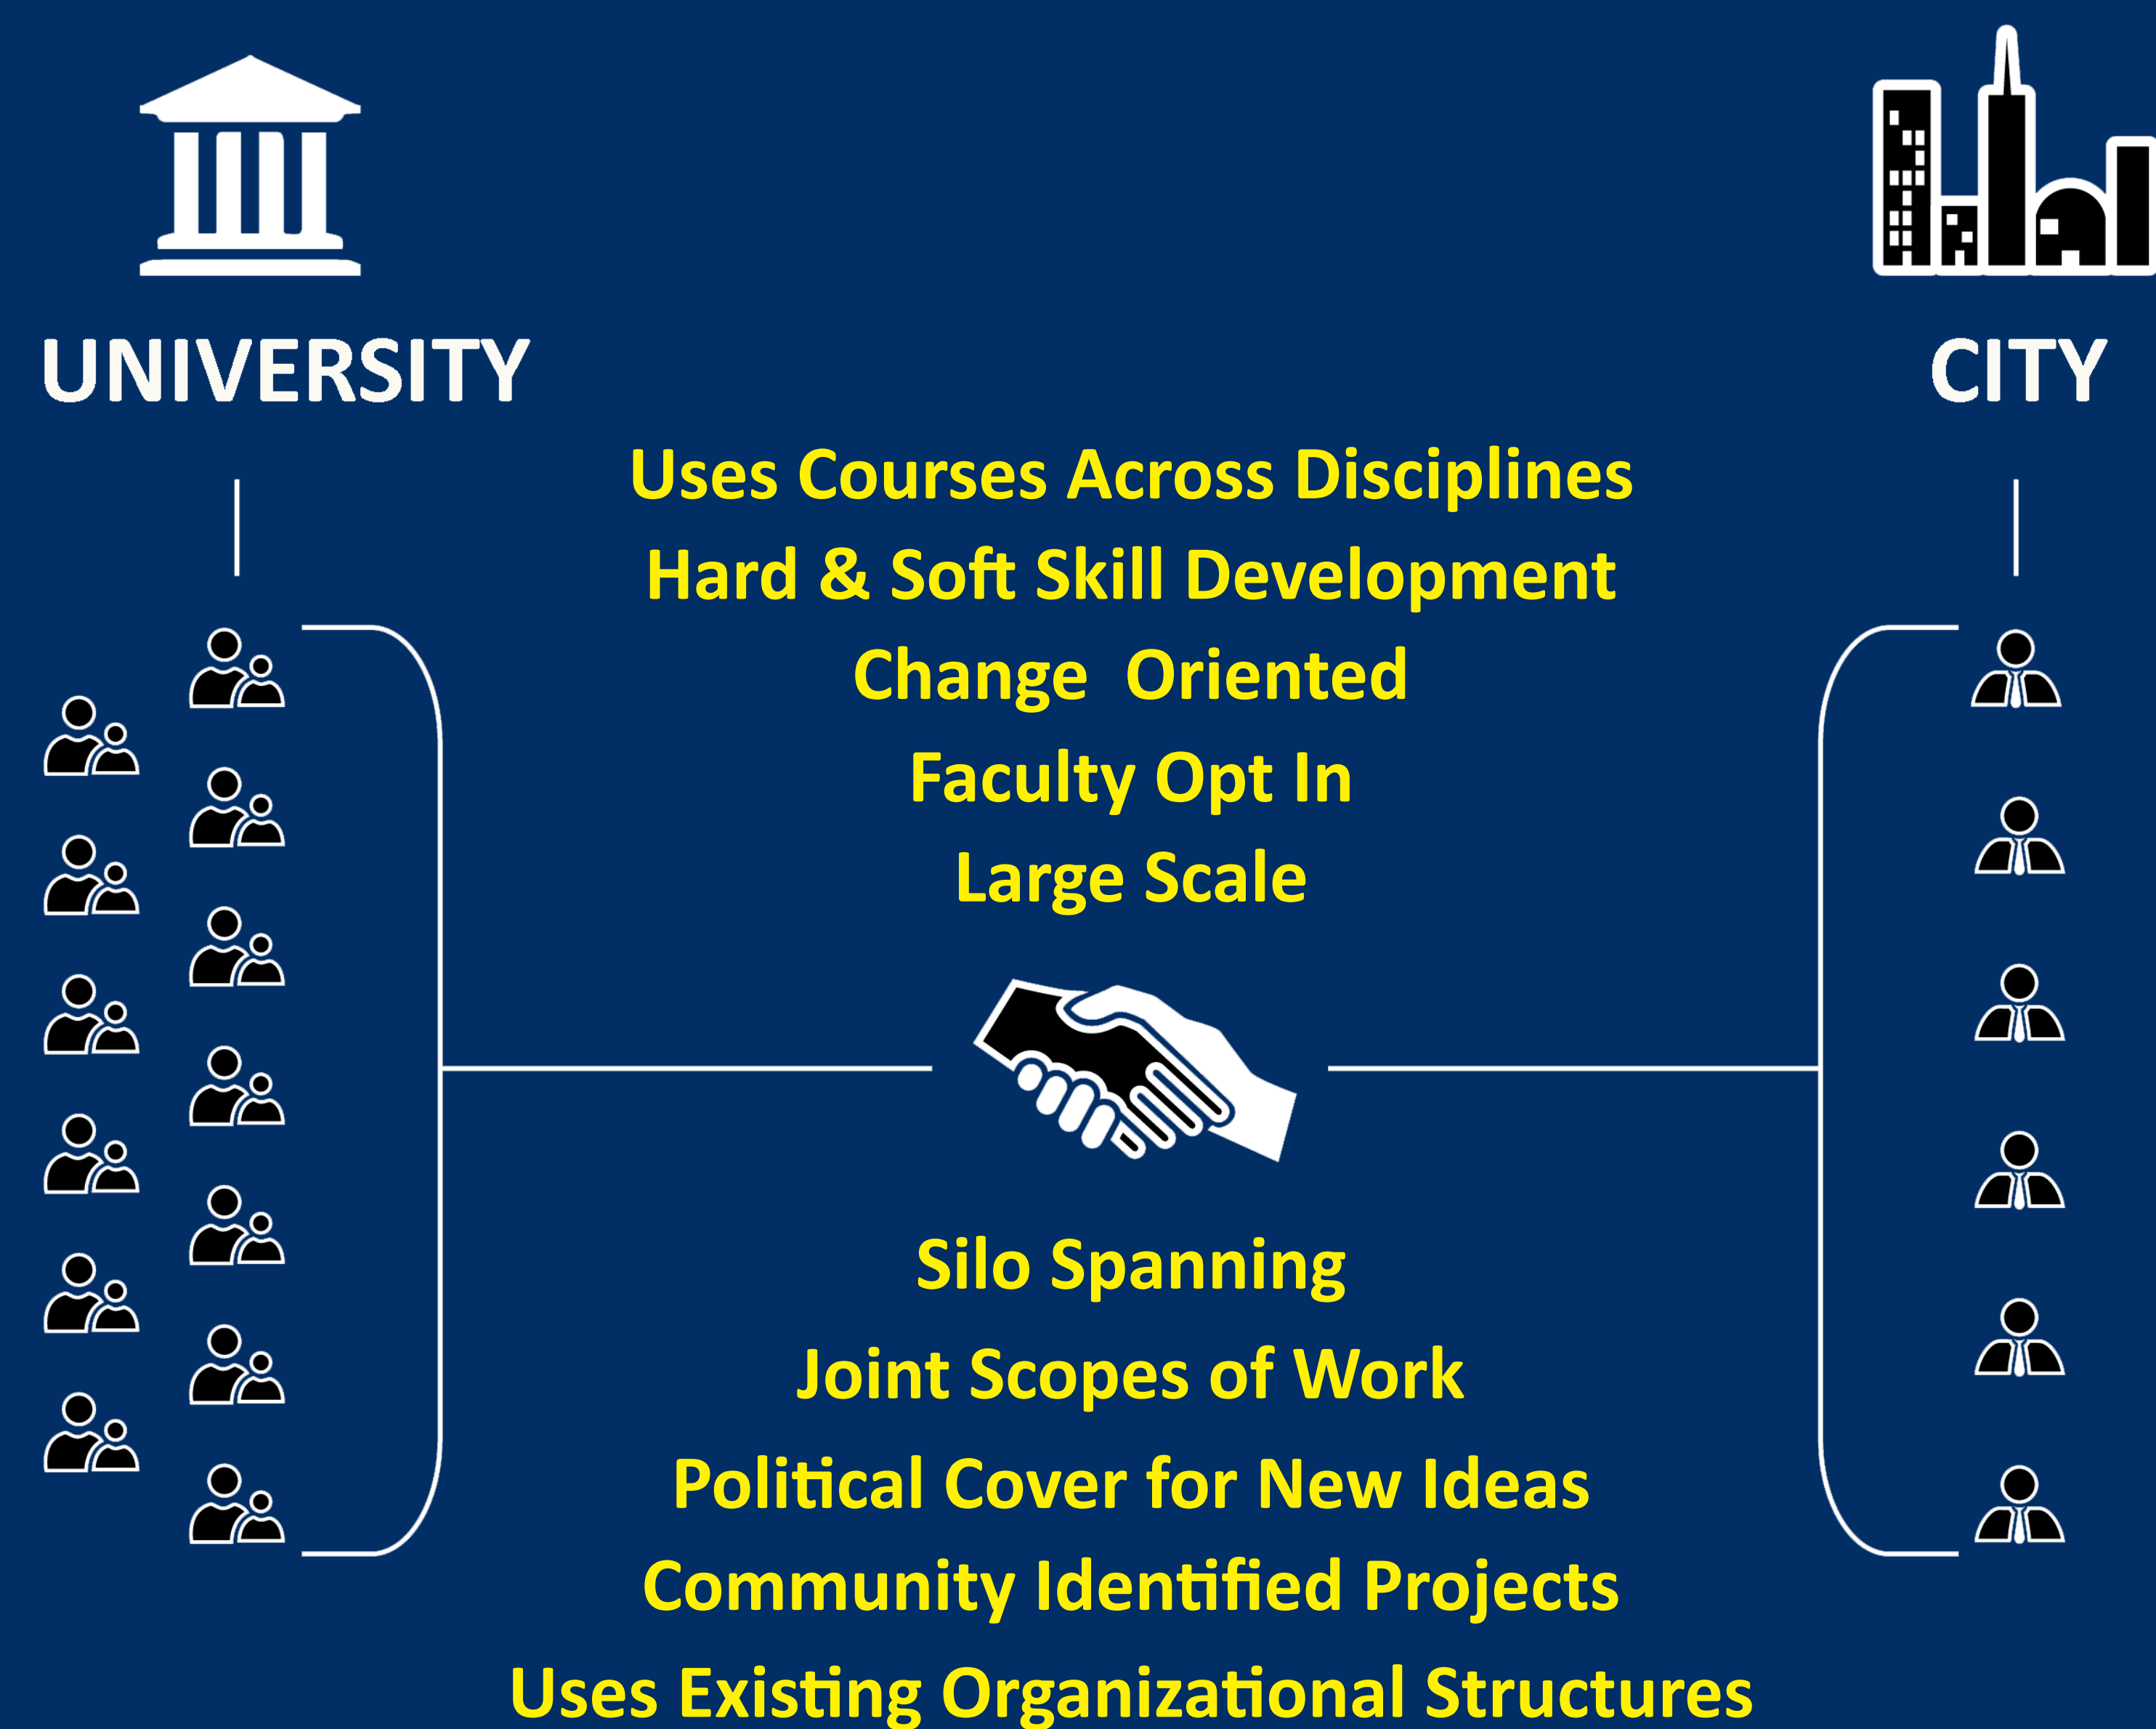 UNIVERSITY
CITY
Uses Courses Across Disciplines
Hard & Soft Skill Development
Change  Oriented
Faculty Opt In
Large Scale
Silo Spanning
Joint Scopes of Work
Political Cover for New Ideas
Community Identified Projects
Uses Existing Organizational Structures